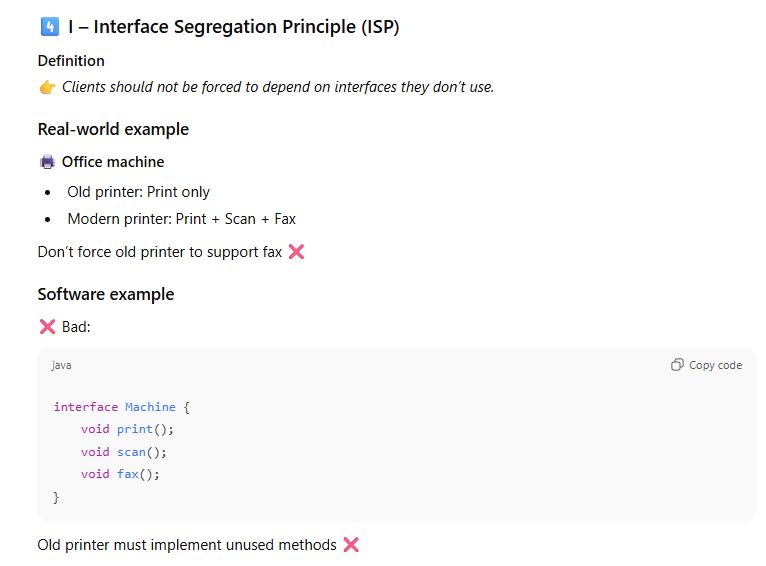 4 I – Interface Segregation Principle (ISP)
Definition
👉 Clients should not be forced to depend on interfaces they don’t use.
Real-world example
🖨️ Office machine
• Old printer: Print only
• Modern printer: Print + Scan + Fax
Don’t force old printer to support fax ❌
Software example
❌ Bad:
java Copy code
interface Machine {
    void print();
    void scan();
    void fax();
}
Old printer must implement unused methods ❌